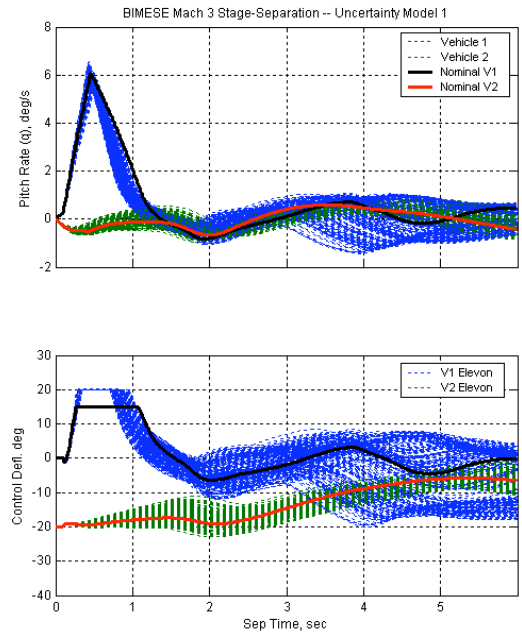 BIMESE Mach 3 Stage-Separation -- Uncertainty Model 1
8
6
4
2
0
-2
Pitch Rate (q), deg/s
Vehicle 1
Vehicle 2
Nominal V1
Nominal V2
30
20
10
0
-10
-20
-30
-40
Control Defl. deg
V1 Elevon
V2 Elevon
0 1 2 3 4 5
Sep Time, sec